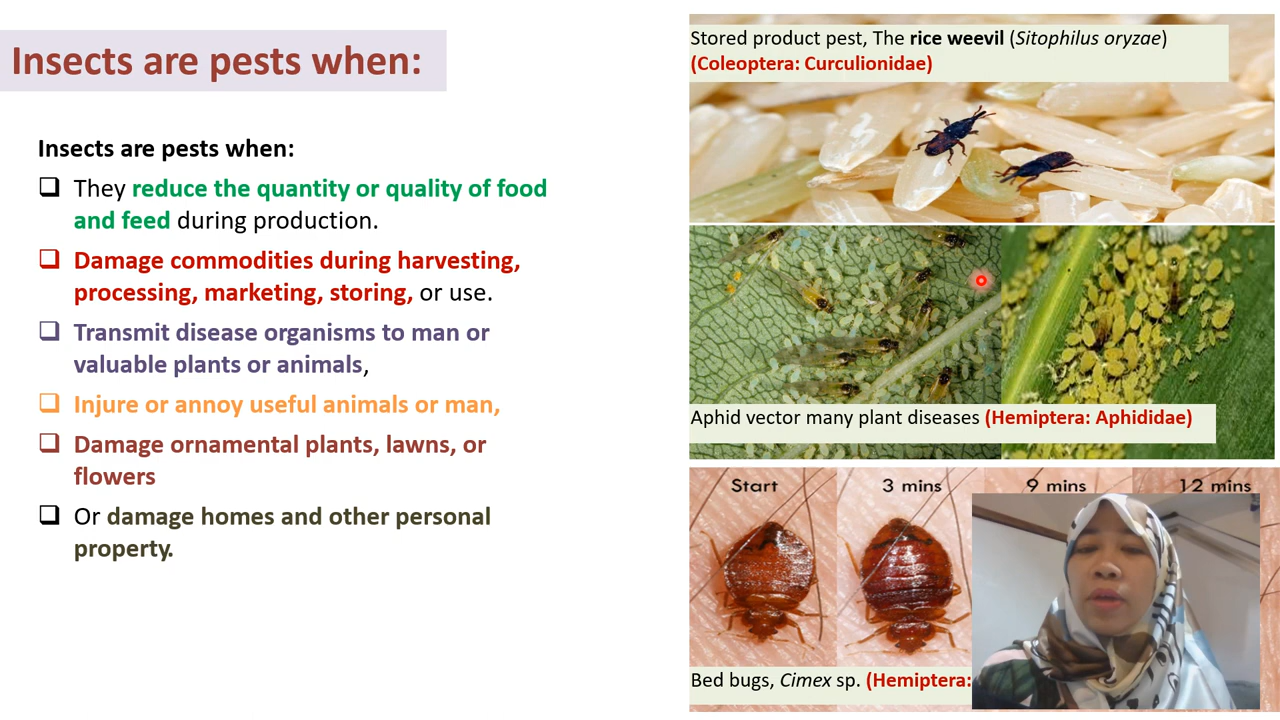 Insects are pests when:
Insects are pests when:
They reduce the quantity or quality of food
and feed during production.
Damage commodities during harvesting,
processing, marketing, storing, or use.
Transmit disease organisms to man or
valuable plants or animals,
Injure or annoy useful animals or man,
Damage ornamental plants, lawns, or
flowers
Or damage homes and other personal
property.
Stored product pest, The rice weevil (Sitophilus oryzae)
(Coleoptera: Curculionidae)
Aphid vector many plant diseases (Hemiptera: Aphididae)
Start 3 mins 9 mins 12 mins
Bed bugs, Cimex sp. (Hemiptera: